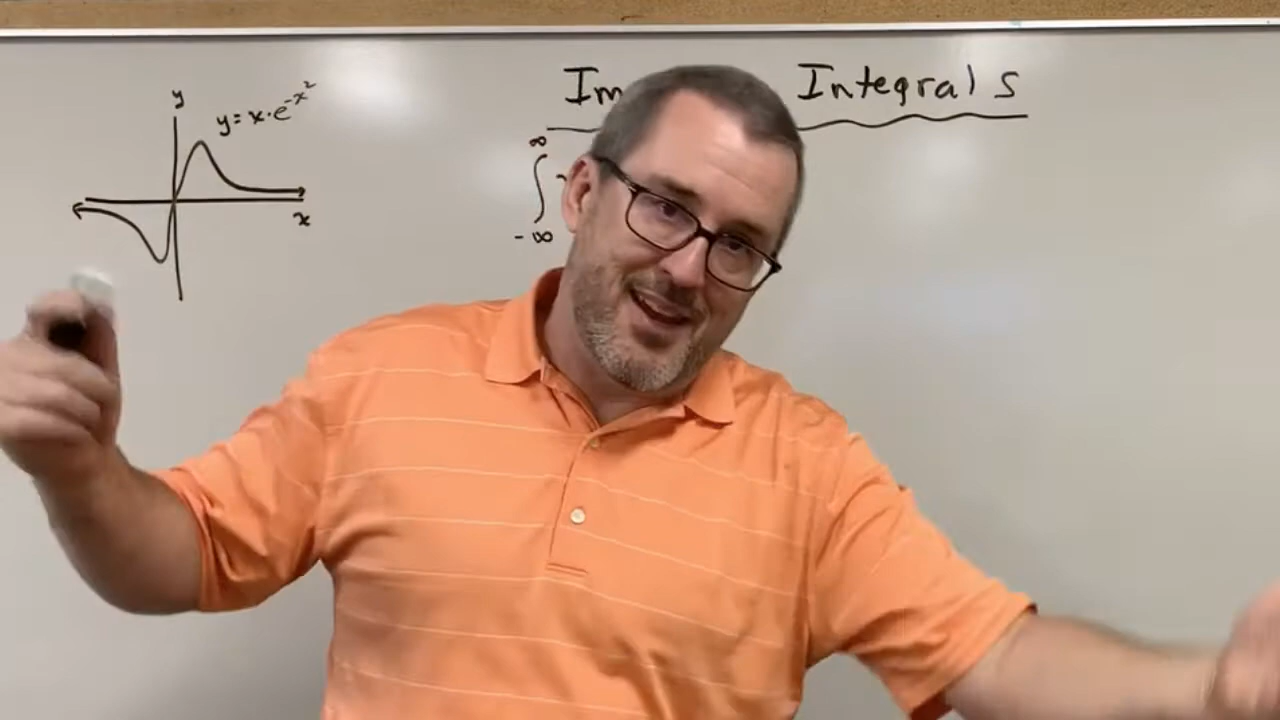 Im Integrals
y
y = x·e^{-x^2}
x
∞
∫
-∞